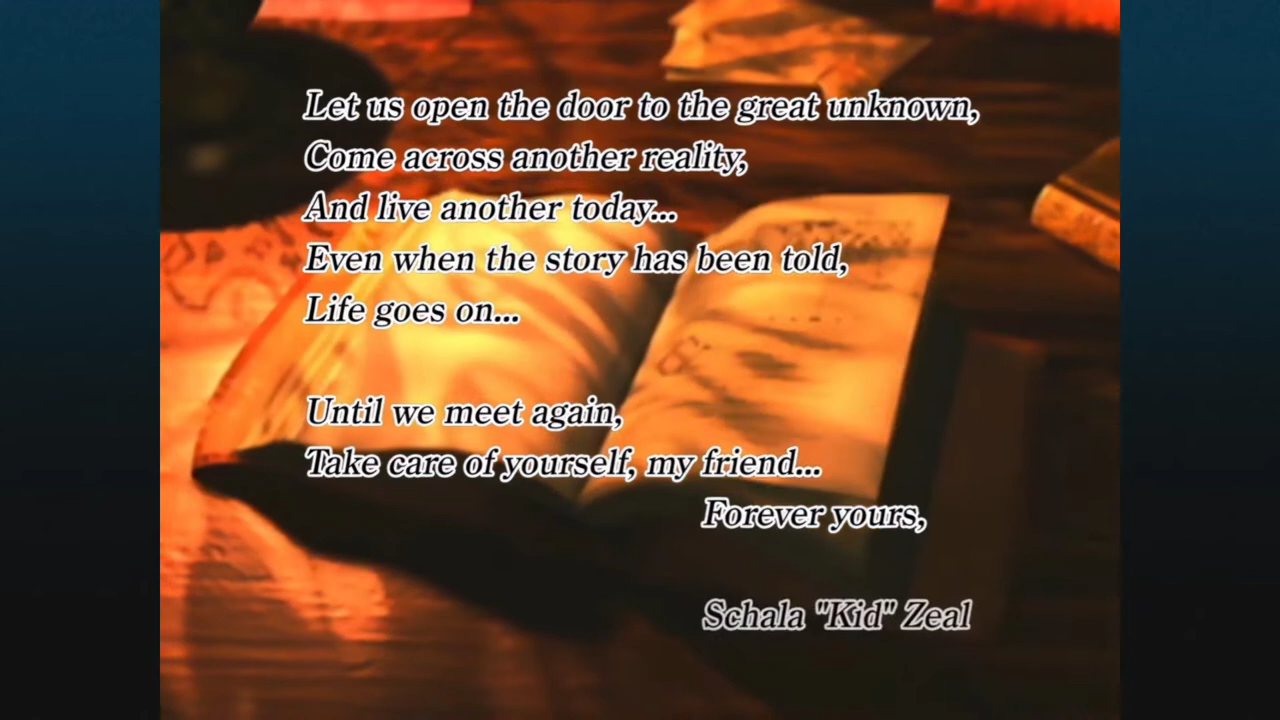 Let us open the door to the great unknown,
Come across another reality,
And live another today...
Even when the story has been told,
Life goes on...
Until we meet again,
Take care of yourself, my friend...
Forever yours,
Schala "Kid" Zeal